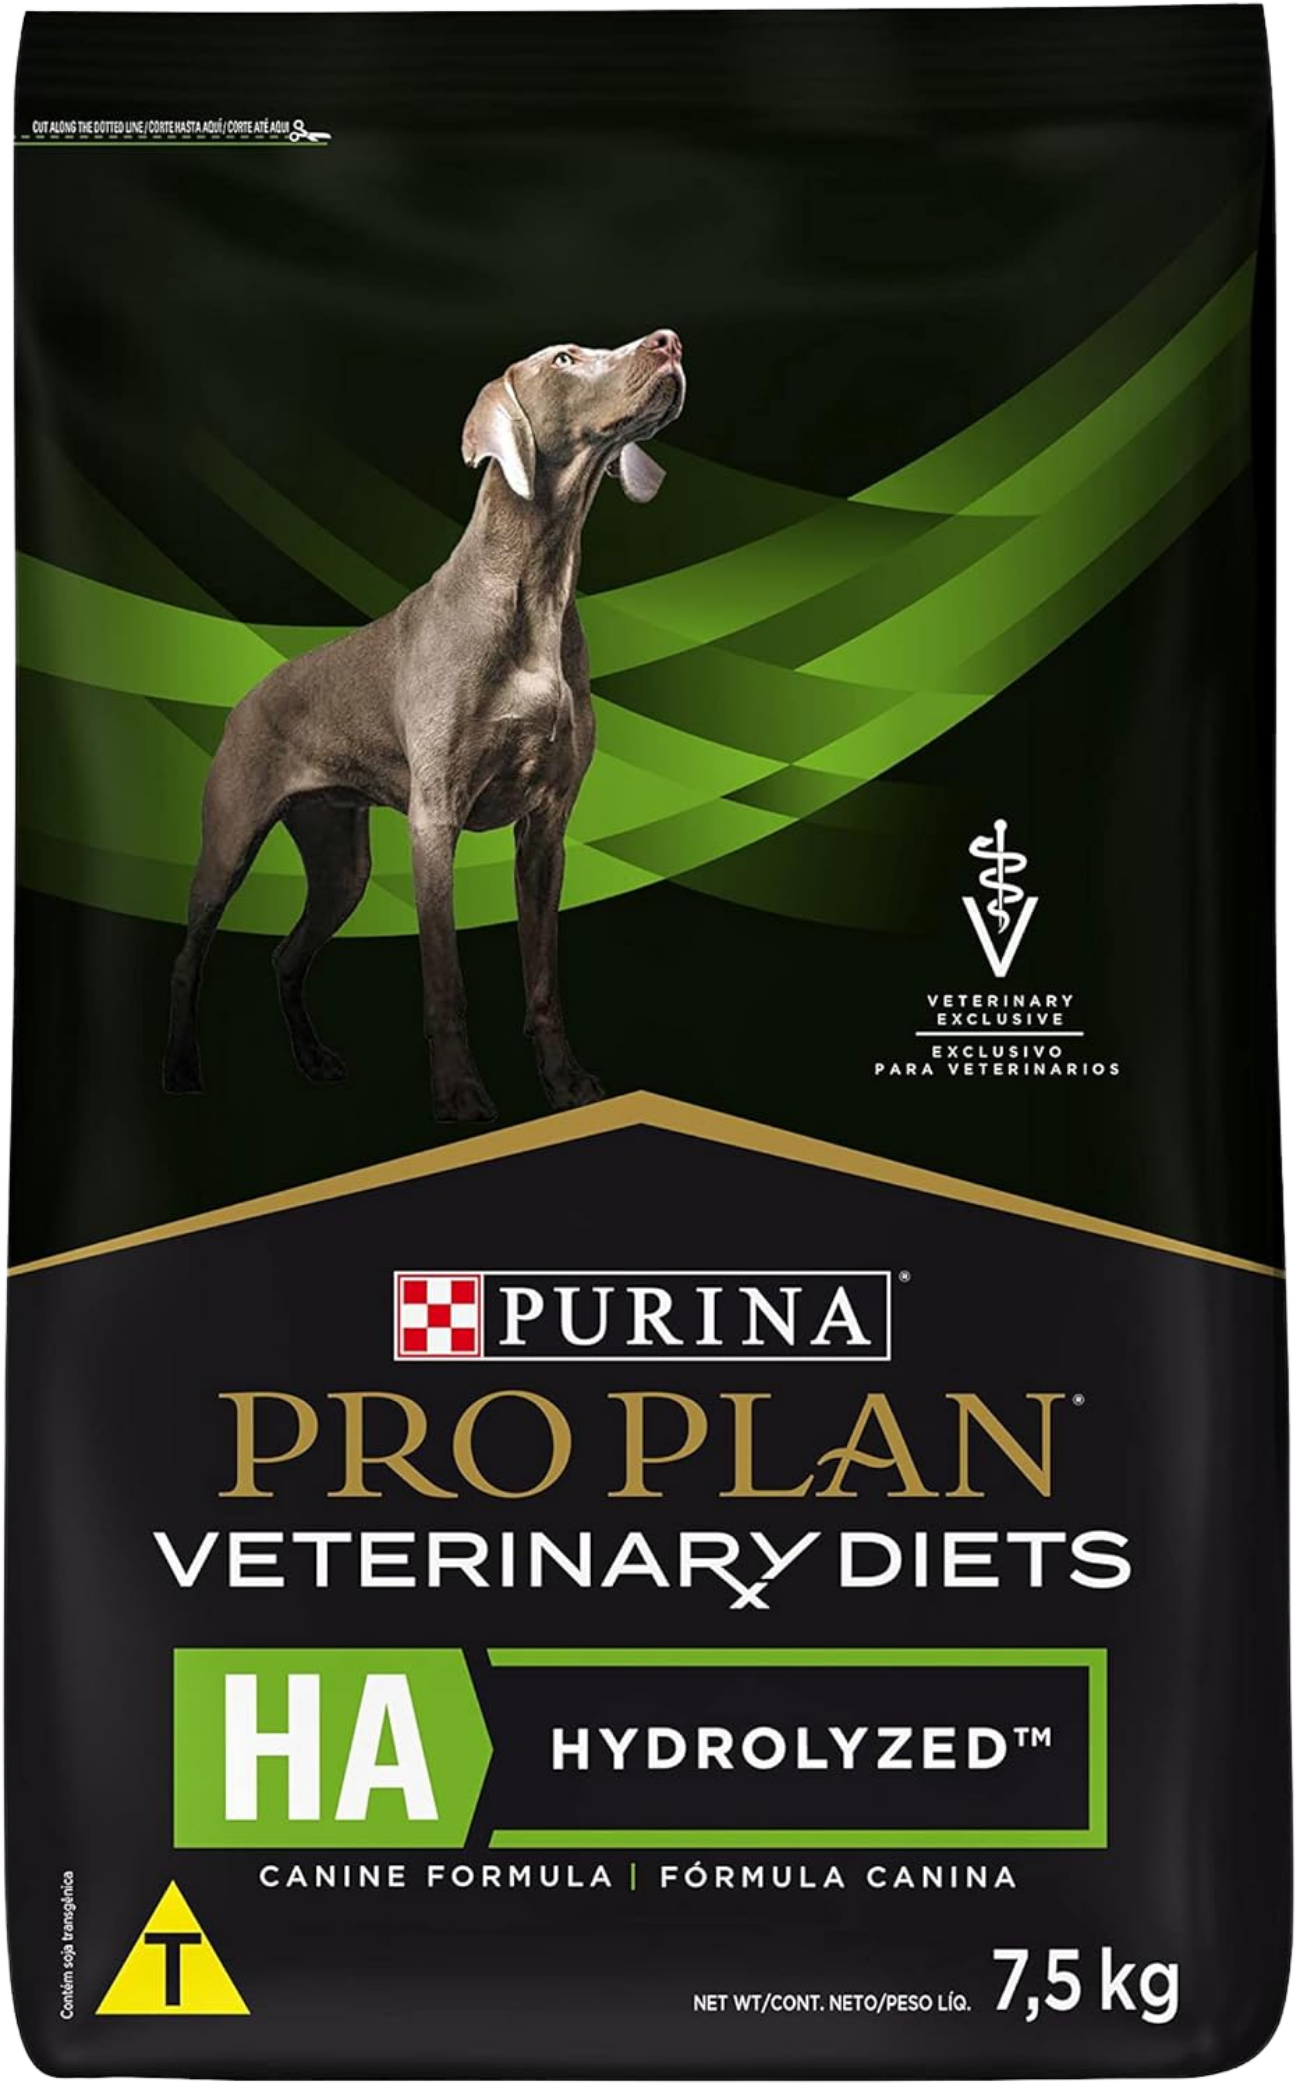 CUT ALONG THE DOTTED LINE / CORTE HASTA AQUÍ / CORTE ATÉ AQUI
VETERINARY
EXCLUSIVE
EXCLUSIVO
PARA VETERINARIOS
PURINA®
PRO PLAN®
VETERINARY DIETS
HA HYDROLYZED™
CANINE FORMULA | FÓRMULA CANINA
Contém soja transgênica
T
NET WT/CONT. NETO/PESO LÍQ. 7,5 kg